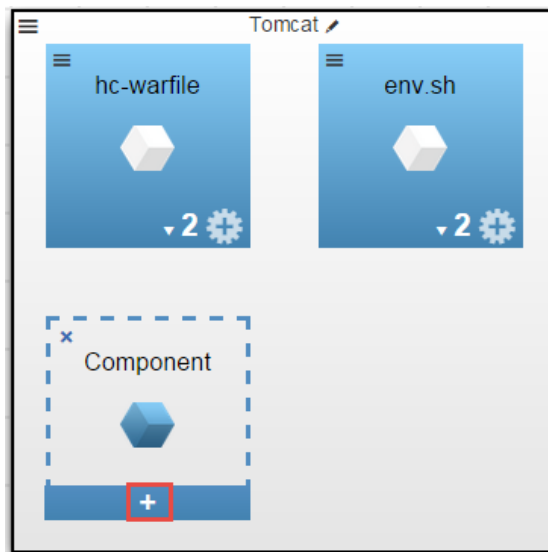 Tomcat
hc-warfile
env.sh
2
2
Component